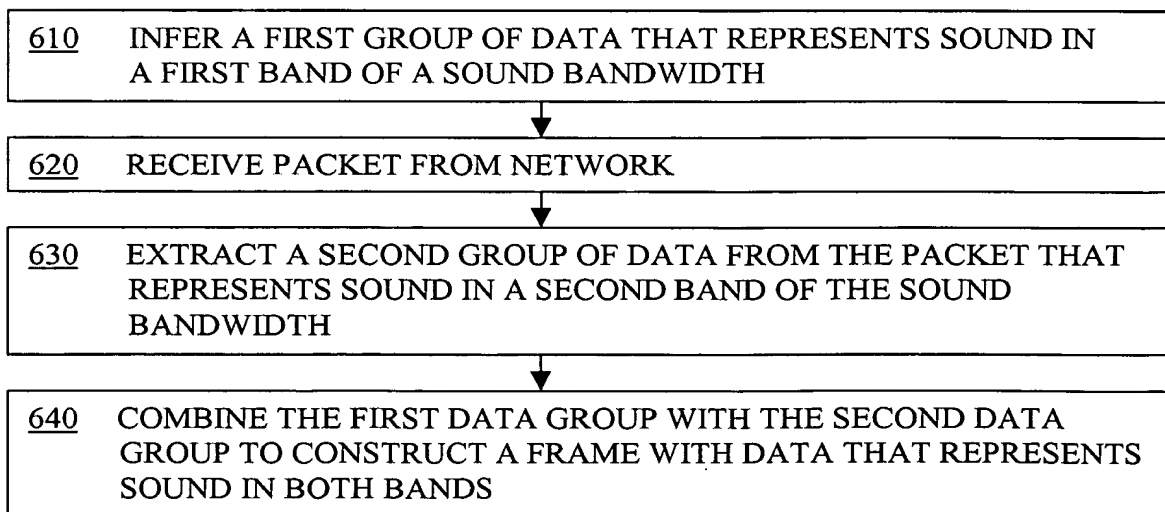 610 INFER A FIRST GROUP OF DATA THAT REPRESENTS SOUND IN
A FIRST BAND OF A SOUND BANDWIDTH
620 RECEIVE PACKET FROM NETWORK
630 EXTRACT A SECOND GROUP OF DATA FROM THE PACKET THAT
REPRESENTS SOUND IN A SECOND BAND OF THE SOUND
BANDWIDTH
640 COMBINE THE FIRST DATA GROUP WITH THE SECOND DATA
GROUP TO CONSTRUCT A FRAME WITH DATA THAT REPRESENTS
SOUND IN BOTH BANDS